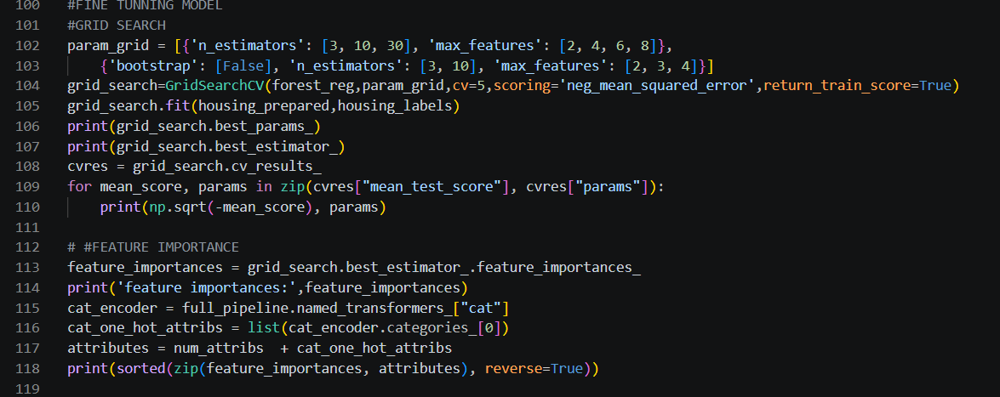 100 #FINE TUNNING MODEL
101 #GRID SEARCH
102 param_grid = [{'n_estimators': [3, 10, 30], 'max_features': [2, 4, 6, 8]},
103     {'bootstrap': [False], 'n_estimators': [3, 10], 'max_features': [2, 3, 4]}]
104 grid_search=GridSearchCV(forest_reg,param_grid,cv=5,scoring='neg_mean_squared_error',return_train_score=True)
105 grid_search.fit(housing_prepared,housing_labels)
106 print(grid_search.best_params_)
107 print(grid_search.best_estimator_)
108 cvres = grid_search.cv_results_
109 for mean_score, params in zip(cvres["mean_test_score"], cvres["params"]):
110     print(np.sqrt(-mean_score), params)
111
112 # #FEATURE IMPORTANCE
113 feature_importances = grid_search.best_estimator_.feature_importances_
114 print('feature importances:',feature_importances)
115 cat_encoder = full_pipeline.named_transformers_["cat"]
116 cat_one_hot_attribs = list(cat_encoder.categories_[0])
117 attributes = num_attribs  + cat_one_hot_attribs
118 print(sorted(zip(feature_importances, attributes), reverse=True))
119